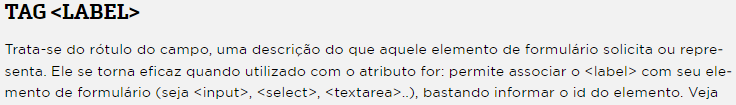 TAG <LABEL>
Trata-se do rótulo do campo, uma descrição do que aquele elemento de formulário solicita ou repre-
senta. Ele se torna eficaz quando utilizado com o atributo for: permite associar o <label> com seu ele-
mento de formulário (seja <input>, <select>, <textarea>..), bastando informar o id do elemento. Veja